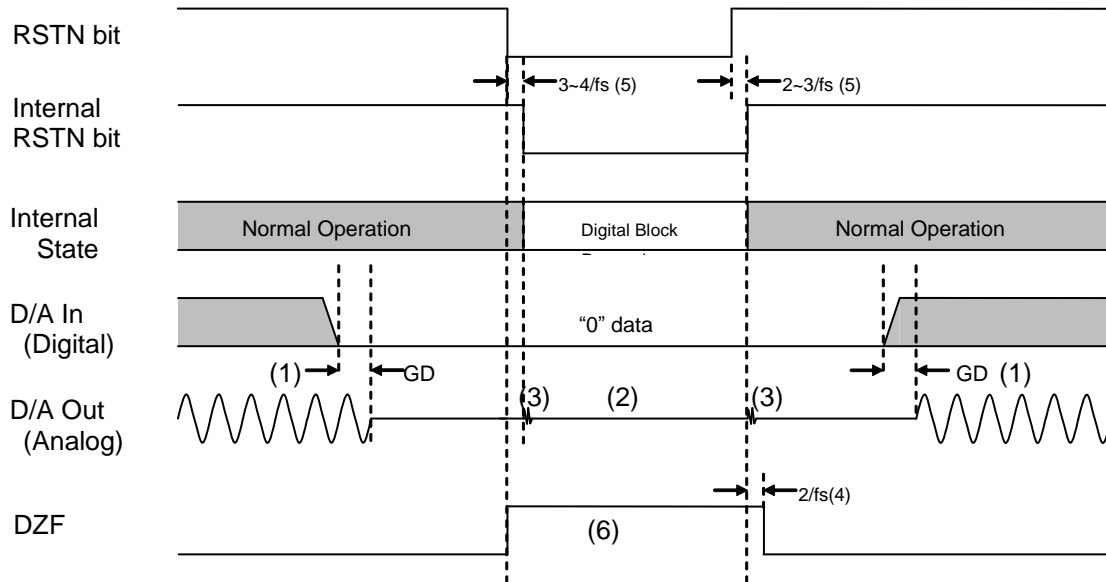 RSTN bit
3~4/fs (5)
2~3/fs (5)
Internal
RSTN bit
Internal
State
Normal Operation
Digital Block
Normal Operation
D/A In
(Digital)
“0” data
(1)
GD
GD
(1)
D/A Out
(Analog)
(3)
(2)
(3)
2/fs(4)
DZF
(6)